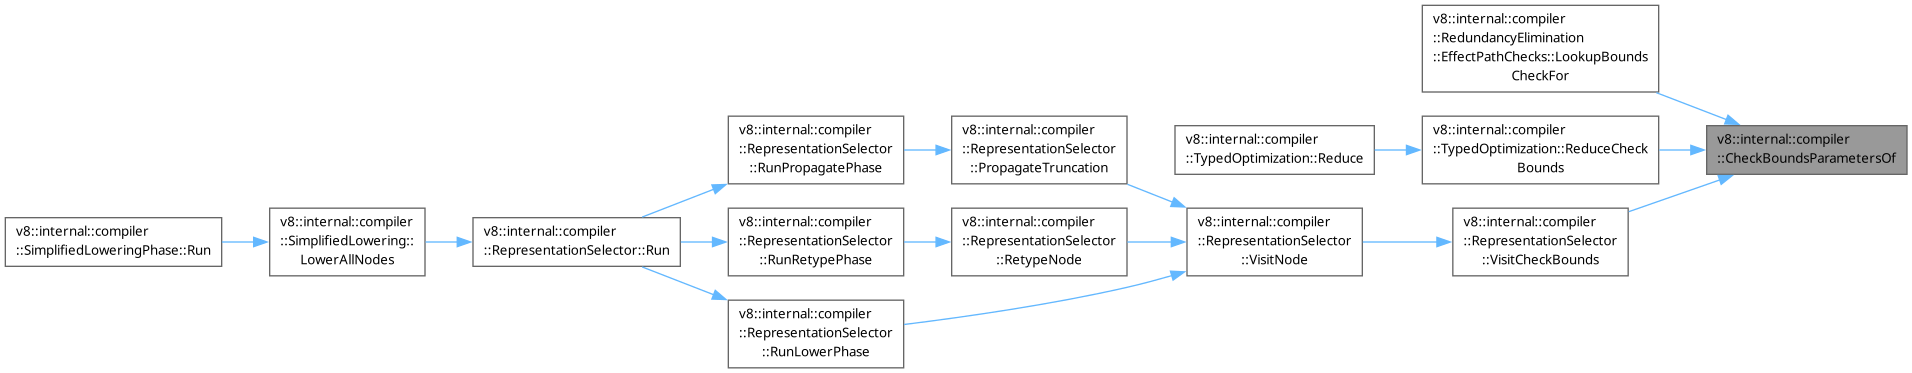 v8::internal::compiler
::SimplifiedLoweringPhase::Run
v8::internal::compiler
::SimplifiedLowering::
LowerAllNodes
v8::internal::compiler
::RepresentationSelector::Run
v8::internal::compiler
::RepresentationSelector
::RunPropagatePhase
v8::internal::compiler
::RepresentationSelector
::RunRetypePhase
v8::internal::compiler
::RepresentationSelector
::RunLowerPhase
v8::internal::compiler
::RepresentationSelector
::PropagateTruncation
v8::internal::compiler
::RepresentationSelector
::RetypeNode
v8::internal::compiler
::TypedOptimization::Reduce
v8::internal::compiler
::RepresentationSelector
::VisitNode
v8::internal::compiler
::RedundancyElimination
::EffectPathChecks::LookupBounds
CheckFor
v8::internal::compiler
::TypedOptimization::ReduceCheck
Bounds
v8::internal::compiler
::RepresentationSelector
::VisitCheckBounds
v8::internal::compiler
::CheckBoundsParametersOf